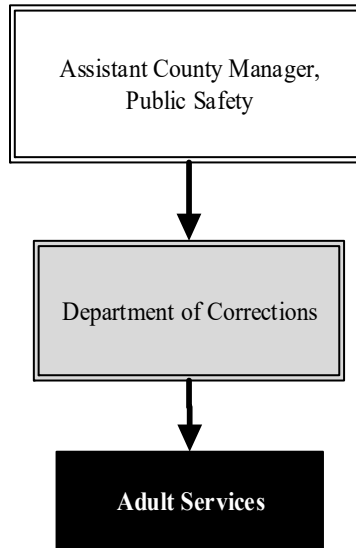 Assistant County Manager,
Public Safety
Department of Corrections
Adult Services